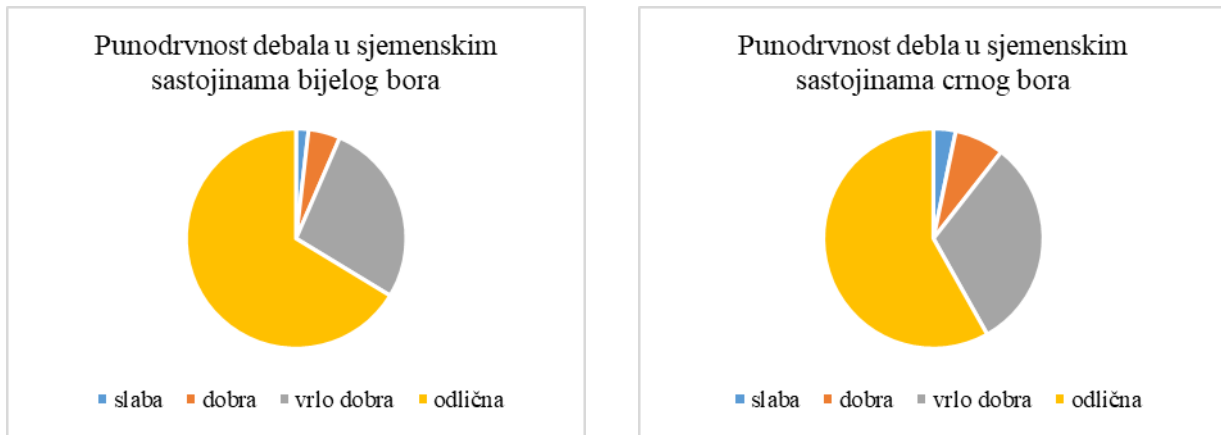 Punodrvnost debala u sjemenskim
sastojinama bijelog bora
slaba dobra vrlo dobra odlična
Punodrvnost debla u sjemenskim
sastojinama crnog bora
slaba dobra vrlo dobra odlična